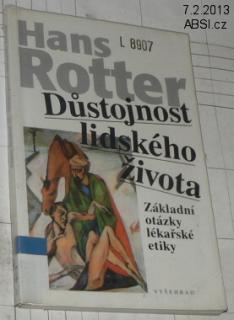 7.2.2013
ABSI.cz
Hans
L 8907
Rotter
Důstojnost
lidského
života
Základní
otázky
lékařské
etiky
VYŠEHRAD